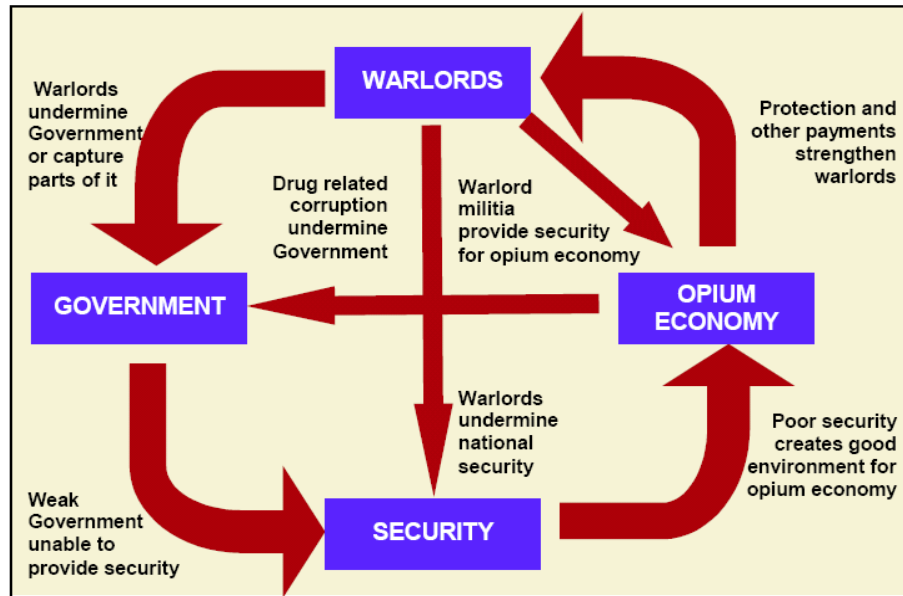 WARLORDS
Warlords
undermine
Government
or capture
parts of it
Protection and
other payments
strengthen
warlords
Drug related
corruption
undermine
Government
Warlord
militia
provide security
for opium economy
GOVERNMENT
OPIUM
ECONOMY
Warlords
undermine
national
security
Poor security
creates good
environment for
opium economy
Weak
Government
unable to
provide security
SECURITY